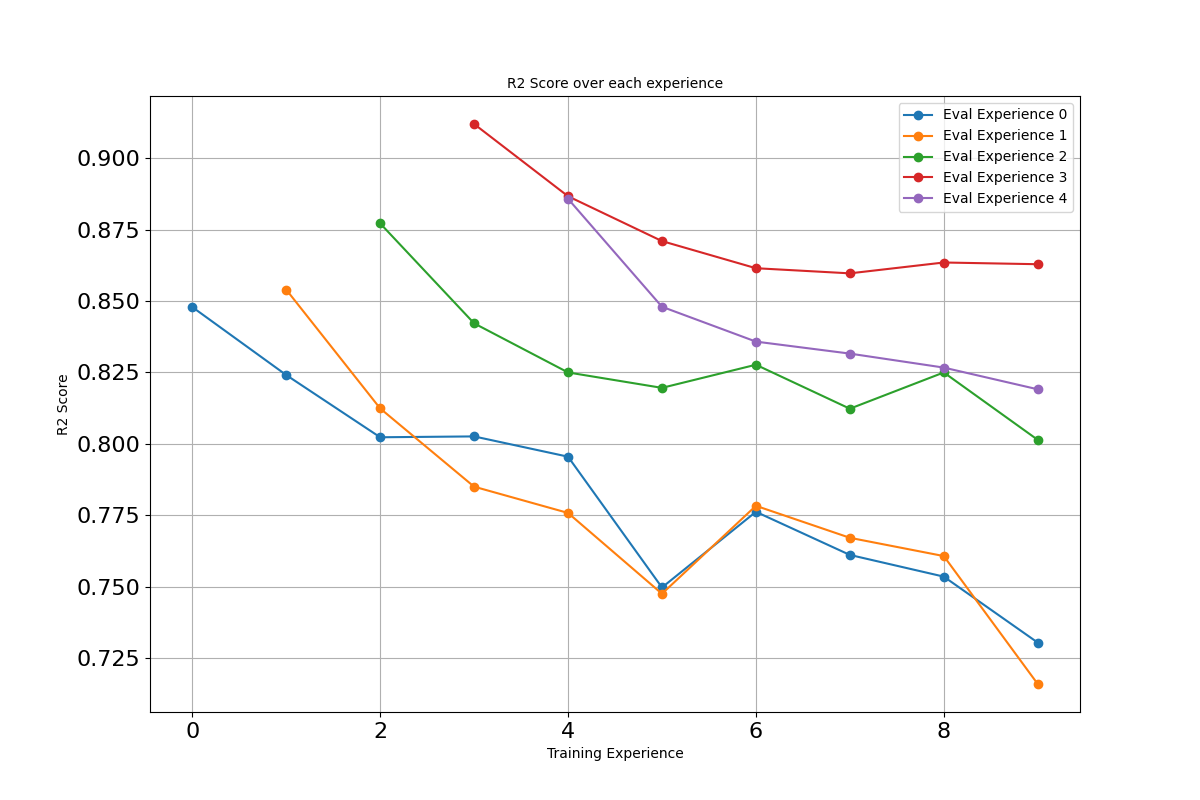 R2 Score over each experience
Eval Experience 0
Eval Experience 1
Eval Experience 2
Eval Experience 3
Eval Experience 4
R2 Score
0.900
0.875
0.850
0.825
0.800
0.775
0.750
0.725
0 2 4 6 8
Training Experience